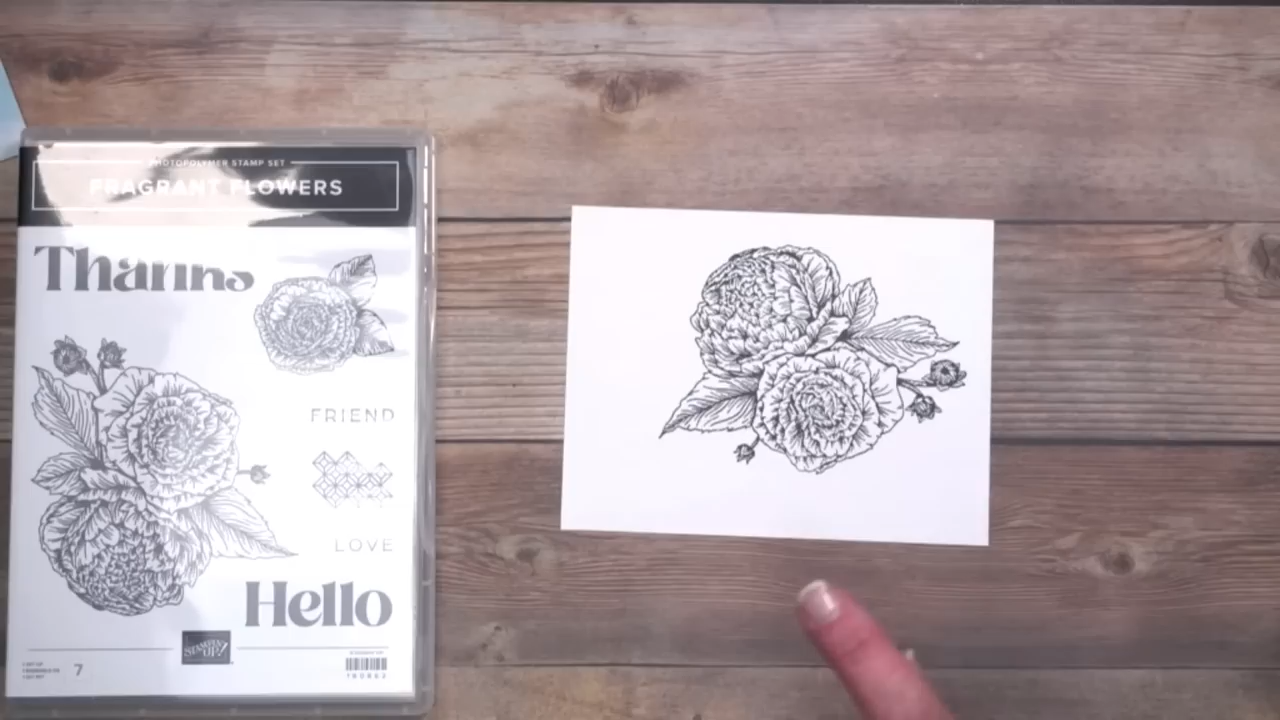 PHOTOPOLYMER STAMP SET
FRAGRANT FLOWERS
Thanks
FRIEND
LOVE
Hello
STAMPIN' UP!
7